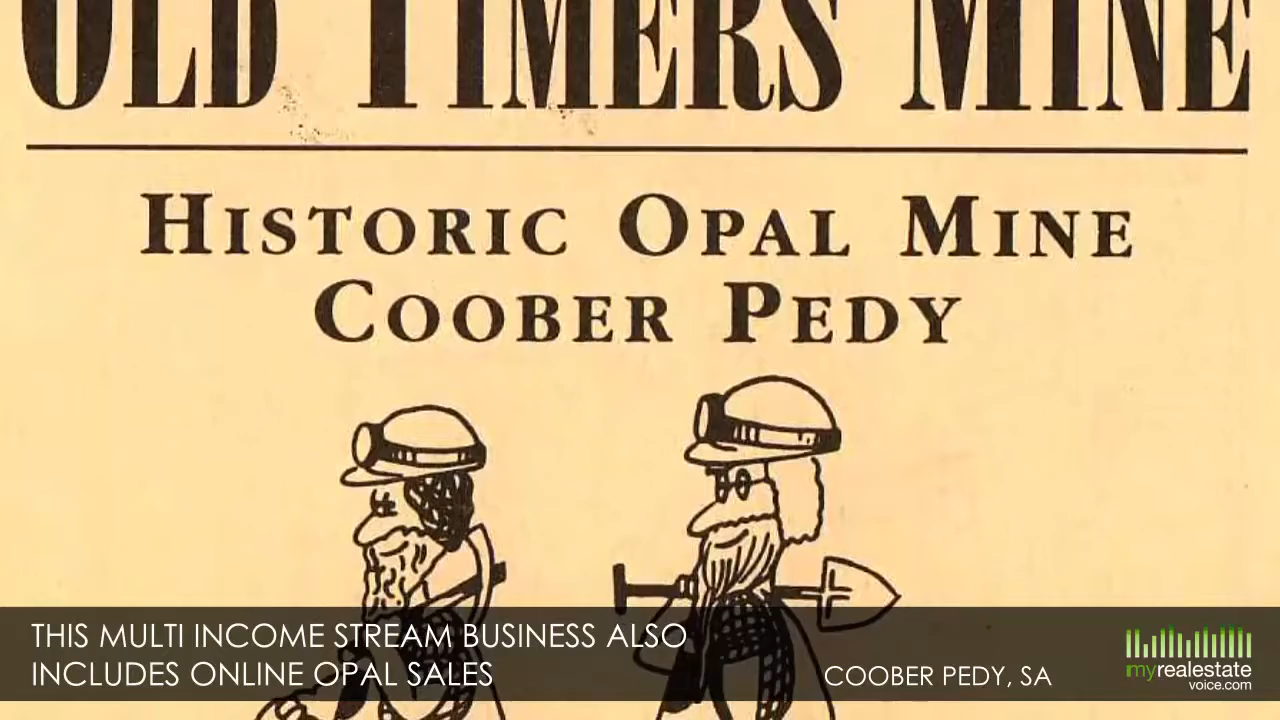 OLD TIMERS MINE
HISTORIC OPAL MINE
COOBER PEDY
THIS MULTI INCOME STREAM BUSINESS ALSO
INCLUDES ONLINE OPAL SALES
COOBER PEDY, SA
myrealestate
voice.com